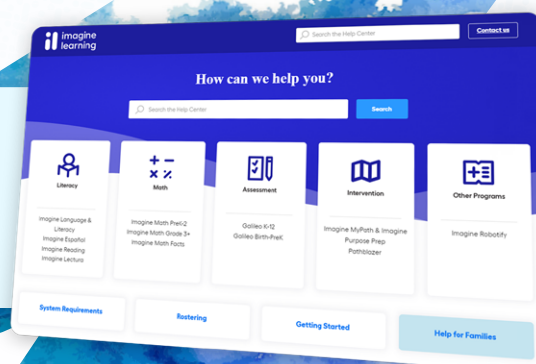 imagine
learning
Search the Help Center
Contact us
How can we help you?
Search the Help Center
Search
Literacy
Imagine Language &
Literacy
Imagine Español
Imagine Reading
Imagine Lectura
Math
Imagine Math PreK-2
Imagine Math Grade 3+
Imagine Math Facts
Assessment
Galileo K-12
Galileo Birth-PreK
Intervention
Imagine MyPath & Imagine
Purpose Prep
Pathblazer
Other Programs
Imagine Robotify
System Requirements
Rostering
Getting Started
Help for Families